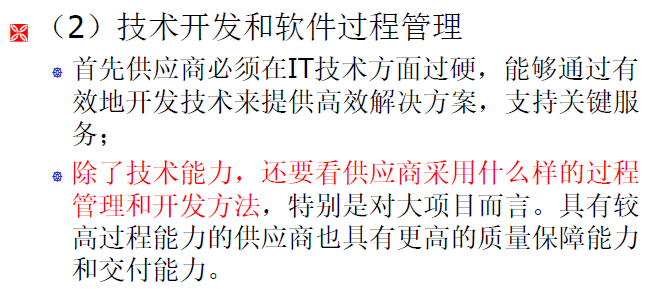 （2）技术开发和软件过程管理
首先供应商必须在IT技术方面过硬，能够通过有
效地开发技术来提供高效解决方案，支持关键服
务；
除了技术能力，还要看供应商采用什么样的过程
管理和开发方法，特别是对大项目而言。具有较
高过程能力的供应商也具有更高的质量保障能力
和交付能力。